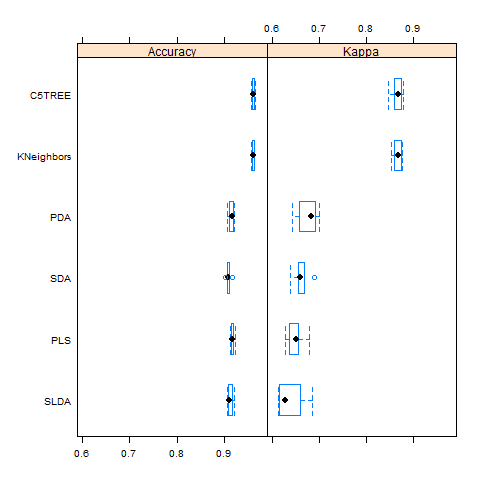 0.6 0.7 0.8 0.9
Accuracy Kappa
C5TREE
KNeighbors
PDA
SDA
PLS
SLDA
0.6 0.7 0.8 0.9